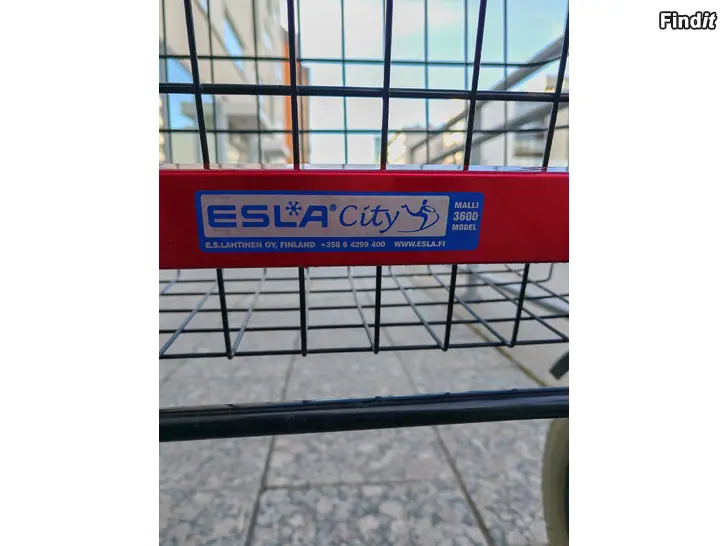 Findit
ESLA® City
MALLI
3600
MODEL
E.S.LAHTINEN OY, FINLAND +358 6 4299 400 WWW.ESLA.FI